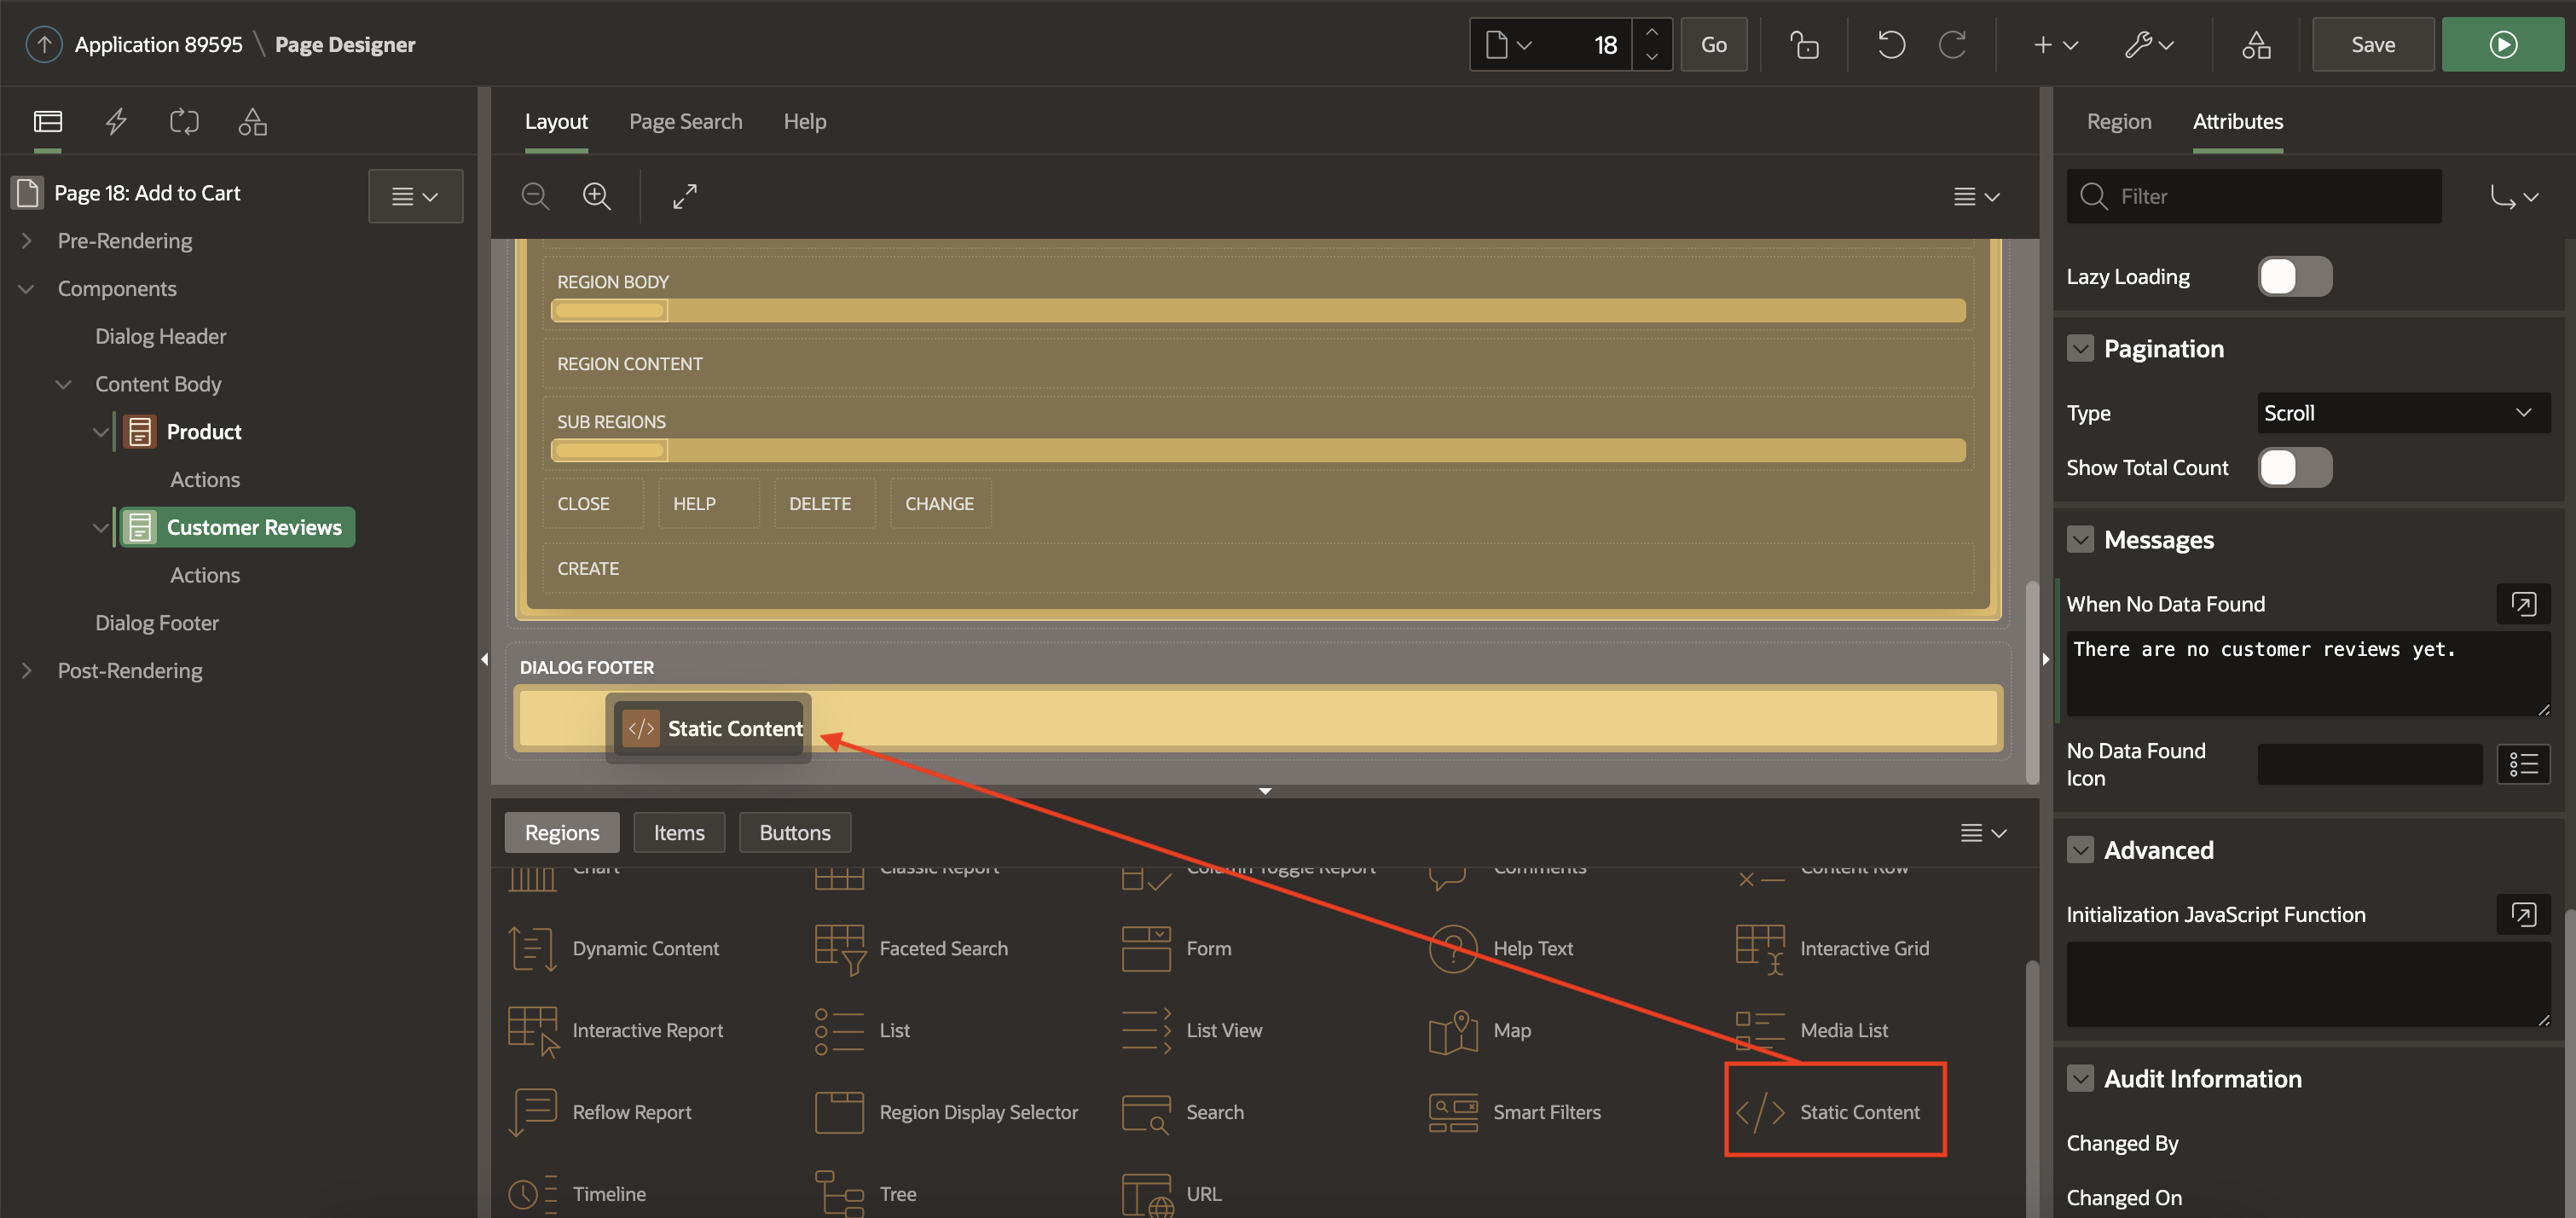 Application 89595 \ Page Designer
18
Go
Save
Layout
Page Search
Help
Region
Attributes
Page 18: Add to Cart
Pre-Rendering
Components
Dialog Header
Content Body
Product
Actions
Customer Reviews
Actions
Dialog Footer
Post-Rendering
REGION BODY
REGION CONTENT
SUB REGIONS
CLOSE
HELP
DELETE
CHANGE
CREATE
DIALOG FOOTER
</> Static Content
Regions
Items
Buttons
Chart
Classic Report
Column Toggle Report
Comments
Content Row
Dynamic Content
Faceted Search
Form
Help Text
Interactive Grid
Interactive Report
List
List View
Map
Media List
Reflow Report
Region Display Selector
Search
Smart Filters
</> Static Content
Timeline
Tree
URL
Filter
Lazy Loading
Pagination
Type
Scroll
Show Total Count
Messages
When No Data Found
There are no customer reviews yet.
No Data Found
Icon
Advanced
Initialization JavaScript Function
Audit Information
Changed By
Changed On